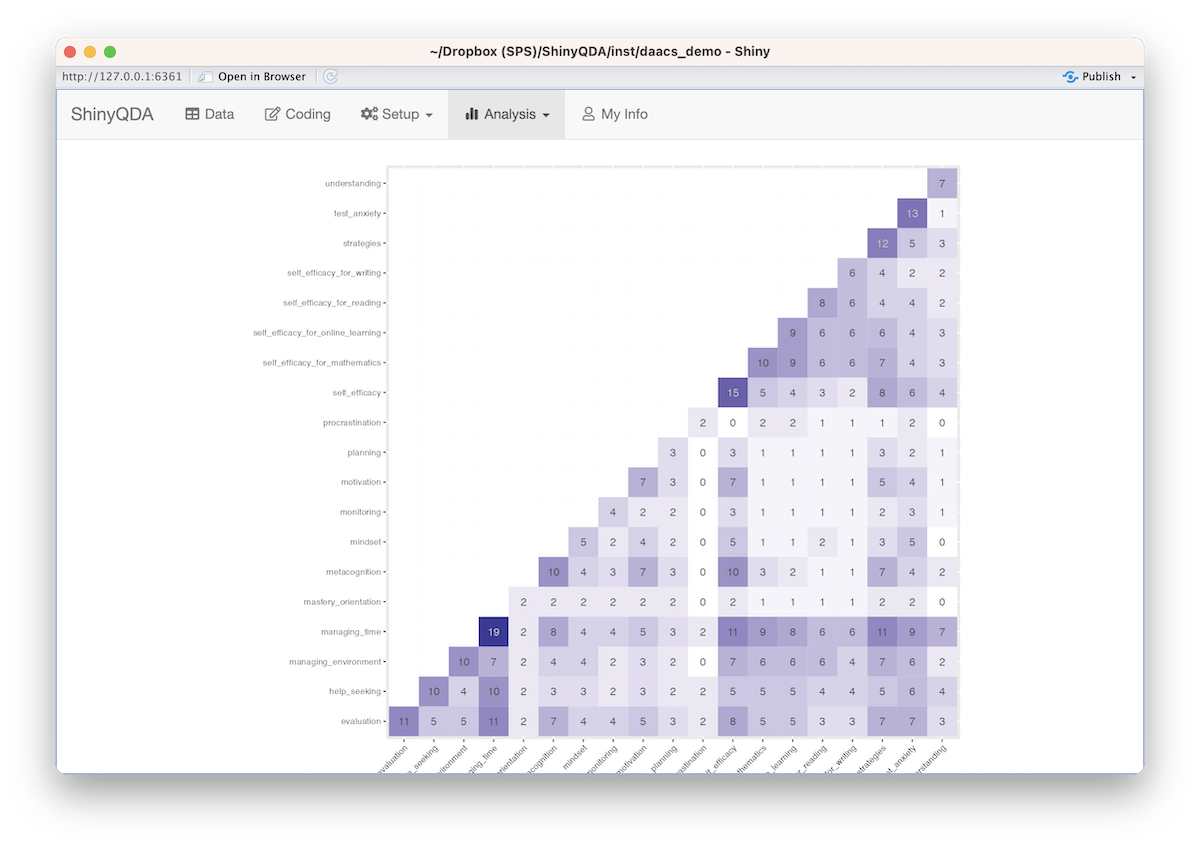 ~/Dropbox (SPS)/ShinyQDA/inst/daacs_demo - Shiny
http://127.0.0.1:6361 Open in Browser Publish
ShinyQDA Data Coding Setup Analysis My Info
understanding 7
test_anxiety 13 1
strategies 12 5 3
self_efficacy_for_writing 6 4 2 2
self_efficacy_for_reading 8 6 4 4 2
self_efficacy_for_online_learning 9 6 6 6 4 3
self_efficacy_for_mathematics 10 9 6 6 7 4 3
self_efficacy 15 5 4 3 2 8 6 4
procrastination 2 0 2 2 1 1 1 2 0
planning 3 0 3 1 1 1 1 3 2 1
motivation 7 3 0 7 1 1 1 1 5 4 1
monitoring 4 2 2 0 3 1 1 1 1 2 3 1
mindset 5 2 4 2 0 5 1 1 2 1 3 5 0
metacognition 10 4 3 7 3 0 10 3 2 1 1 7 4 2
mastery_orientation 2 2 2 2 2 2 0 2 1 1 1 1 2 2 0
managing_time 19 2 8 4 4 5 3 2 11 9 8 6 6 11 9 7
managing_environment 10 7 2 4 4 2 3 2 0 7 6 6 6 4 7 6 2
help_seeking 10 4 10 2 3 3 2 3 2 2 5 5 5 4 4 5 6 4
evaluation 11 5 5 11 2 7 4 4 5 3 2 8 5 5 3 3 7 7 3
evaluation _seeking vironment ging_time orientation cognition mindset monitoring motivation planning astination lf_efficacy thematics _learning r_reading for_writing strategies st_anxiety erstanding